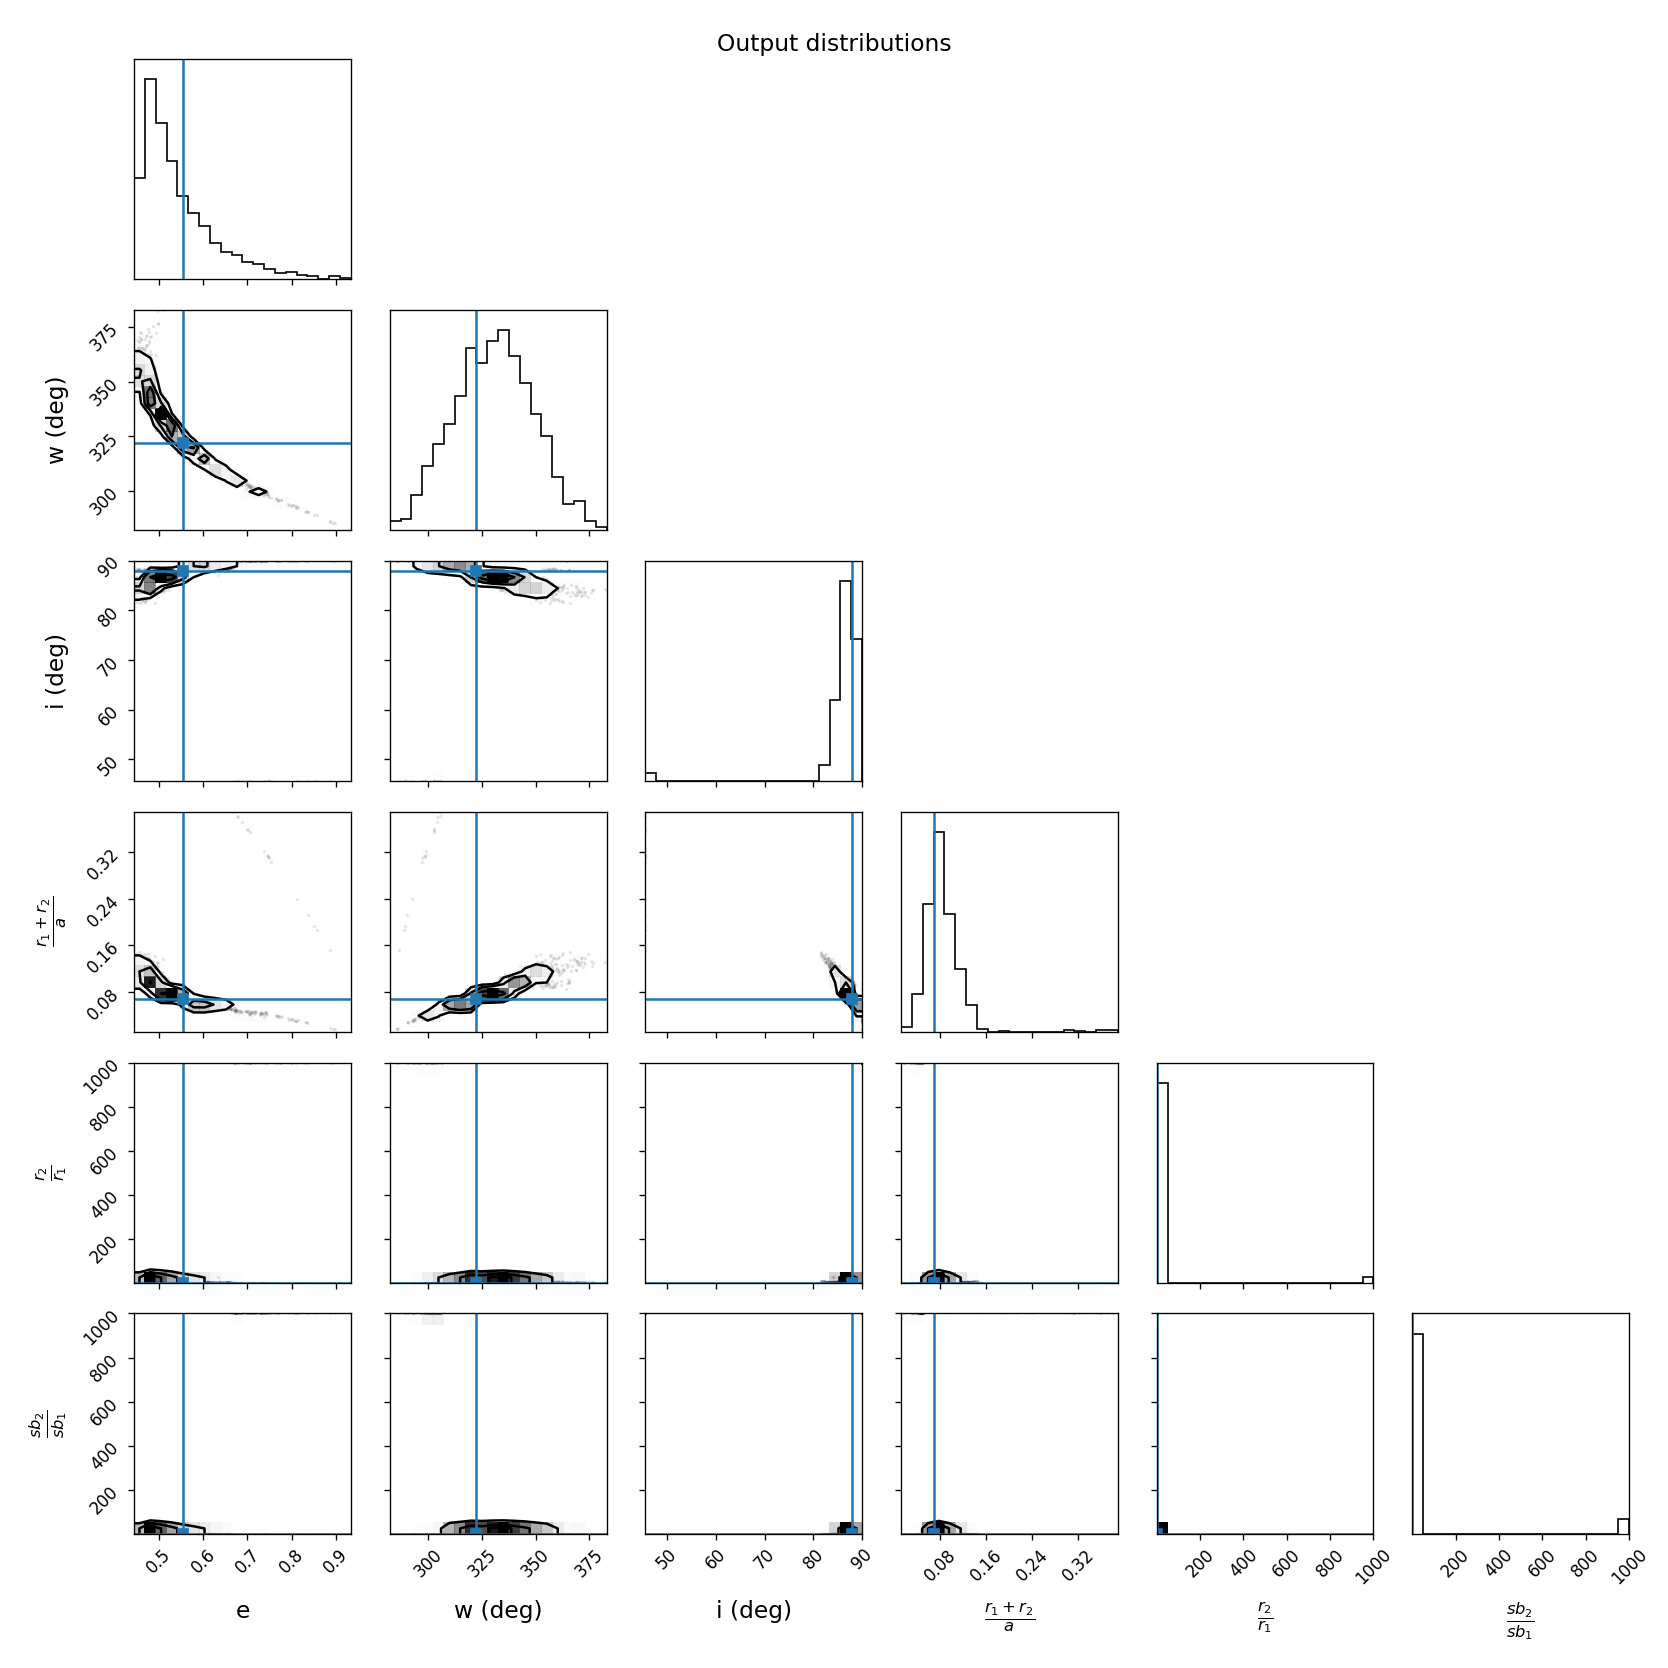 Output distributions
375
350
325
300
w (deg)
90
80
70
60
50
i (deg)
0.32
0.24
0.16
0.08
r₁ + r₂
a
1000
800
600
400
200
r₂
r₁
1000
800
600
400
200
sb₂
sb₁
0.5 0.6 0.7 0.8 0.9 300 325 350 375 50 60 70 80 90 0.08 0.16 0.24 0.32 200 400 600 800 1000 200 400 600 800 1000
e w (deg) i (deg)
r₁ + r₂
a
r₂
r₁
sb₂
sb₁